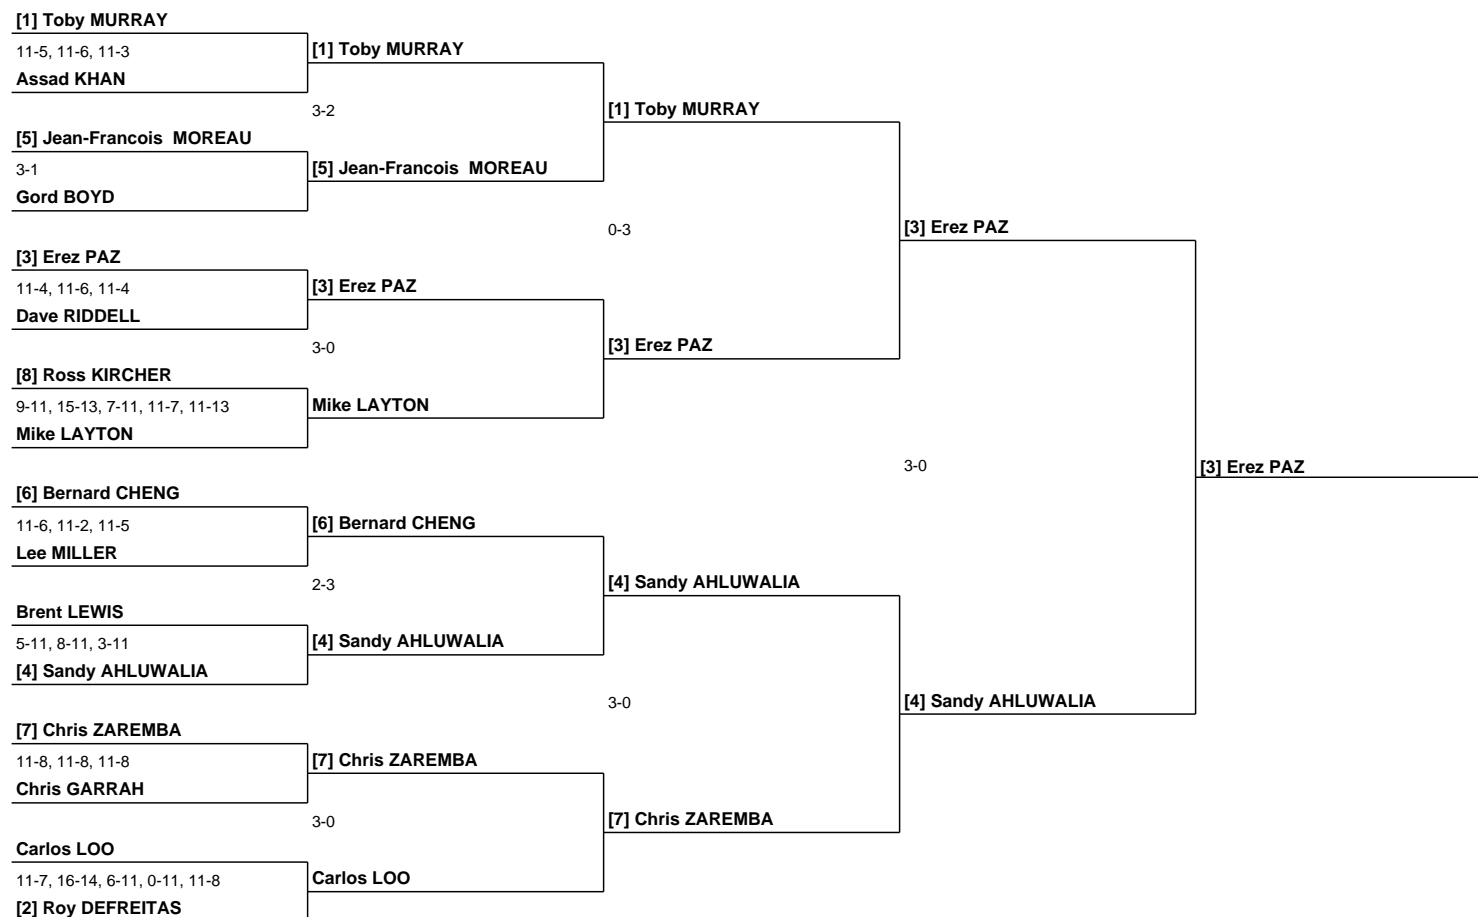 [1] Toby MURRAY
11-5, 11-6, 11-3
[1] Toby MURRAY
Assad KHAN
3-2
[1] Toby MURRAY
[5] Jean-Francois  MOREAU
3-1
[5] Jean-Francois  MOREAU
Gord BOYD
0-3
[3] Erez PAZ
[3] Erez PAZ
11-4, 11-6, 11-4
[3] Erez PAZ
Dave RIDDELL
3-0
[3] Erez PAZ
[8] Ross KIRCHER
9-11, 15-13, 7-11, 11-7, 11-13
Mike LAYTON
Mike LAYTON
3-0
[3] Erez PAZ
[6] Bernard CHENG
11-6, 11-2, 11-5
[6] Bernard CHENG
Lee MILLER
2-3
[4] Sandy AHLUWALIA
Brent LEWIS
5-11, 8-11, 3-11
[4] Sandy AHLUWALIA
[4] Sandy AHLUWALIA
3-0
[4] Sandy AHLUWALIA
[7] Chris ZAREMBA
11-8, 11-8, 11-8
[7] Chris ZAREMBA
Chris GARRAH
3-0
[7] Chris ZAREMBA
Carlos LOO
11-7, 16-14, 6-11, 0-11, 11-8
Carlos LOO
[2] Roy DEFREITAS